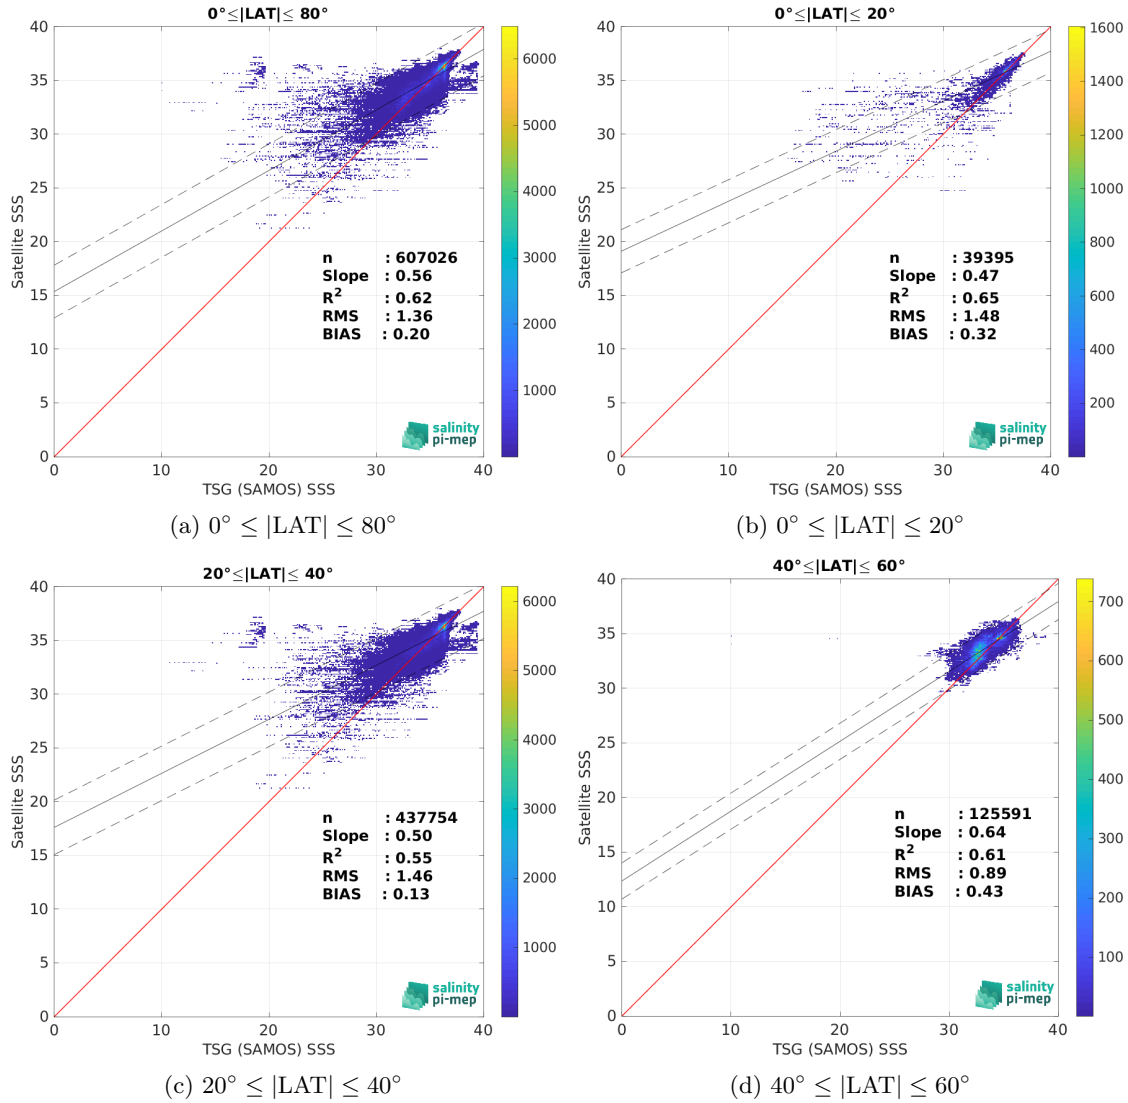 0°≤|LAT|≤ 80°
40
35
30
25
20
15
10
5
0
0
10
20
30
40
Satellite SSS
TSG (SAMOS) SSS
n : 607026
Slope : 0.56
R² : 0.62
RMS : 1.36
BIAS : 0.20
salinity
pi-mep
6000
5000
4000
3000
2000
1000
(a) 0° ≤ |LAT| ≤ 80°
0°≤|LAT|≤ 20°
40
35
30
25
20
15
10
5
0
0
10
20
30
40
Satellite SSS
TSG (SAMOS) SSS
n : 39395
Slope : 0.47
R² : 0.65
RMS : 1.48
BIAS : 0.32
salinity
pi-mep
1600
1400
1200
1000
800
600
400
200
(b) 0° ≤ |LAT| ≤ 20°
20°≤|LAT|≤ 40°
40
35
30
25
20
15
10
5
0
0
10
20
30
40
Satellite SSS
TSG (SAMOS) SSS
n : 437754
Slope : 0.50
R² : 0.55
RMS : 1.46
BIAS : 0.13
salinity
pi-mep
6000
5000
4000
3000
2000
1000
(c) 20° ≤ |LAT| ≤ 40°
40°≤|LAT|≤ 60°
40
35
30
25
20
15
10
5
0
0
10
20
30
40
Satellite SSS
TSG (SAMOS) SSS
n : 125591
Slope : 0.64
R² : 0.61
RMS : 0.89
BIAS : 0.43
salinity
pi-mep
700
600
500
400
300
200
100
(d) 40° ≤ |LAT| ≤ 60°